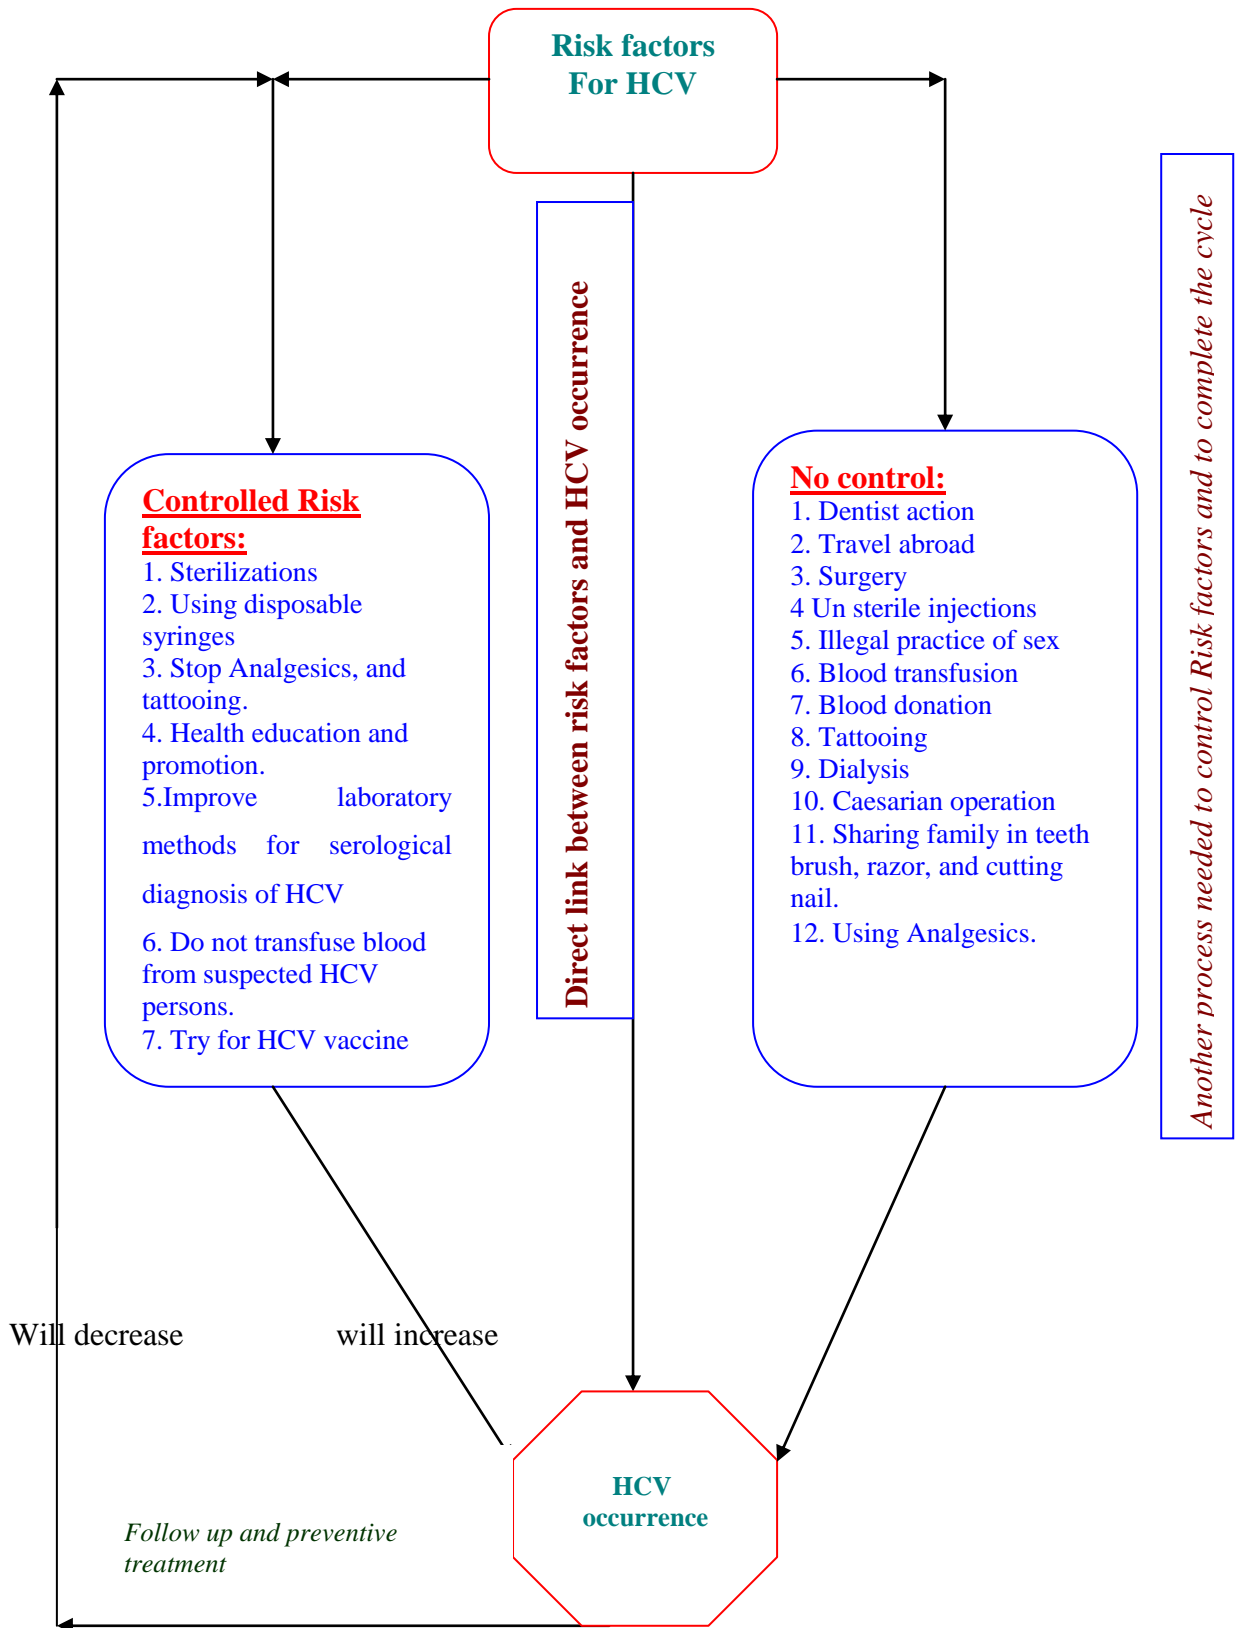 Risk factors
For HCV
Direct link between risk factors and HCV occurrence
Another process needed to control Risk factors and to complete the cycle
Controlled Risk
factors:
1. Sterilizations
2. Using disposable
syringes
3. Stop Analgesics, and
tattooing.
4. Health education and
promotion.
5.Improve laboratory
methods for serological
diagnosis of HCV
6. Do not transfuse blood
from suspected HCV
persons.
7. Try for HCV vaccine
No control:
1. Dentist action
2. Travel abroad
3. Surgery
4 Un sterile injections
5. Illegal practice of sex
6. Blood transfusion
7. Blood donation
8. Tattooing
9. Dialysis
10. Caesarian operation
11. Sharing family in teeth
brush, razor, and cutting
nail.
12. Using Analgesics.
Will decrease
will increase
HCV
occurrence
Follow up and preventive
treatment